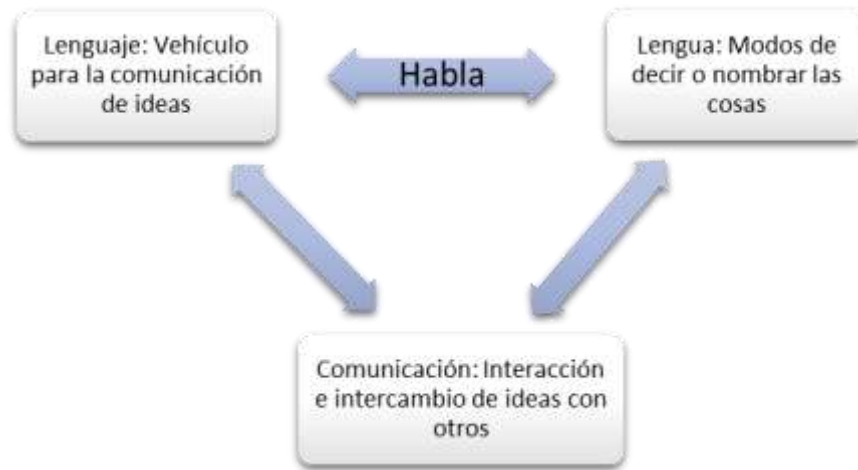 Lenguaje: Vehículo
para la comunicación
de ideas
Habla
Lengua: Modos de
decir o nombrar las
cosas
Comunicación: Interacción
e intercambio de ideas con
otros